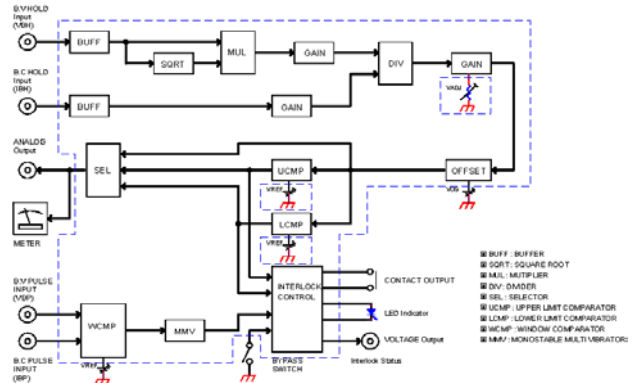 B.V HOLD
Input
(VBH)
BUFF
SQRT
MUL
GAIN
DIV
GAIN
VADJ
B.C HOLD
Input
(IBH)
BUFF
GAIN
ANALOG
Output
SEL
UCMP
OFFSET
VREF
VOS
LCMP
VREF
METER
B.V PULSE
INPUT
(VBP)
WCMP
MMV
INTERLOCK
CONTROL
CONTACT OUTPUT
LED Indicator
VOLTAGE Output
Interlock Status
BYPASS
SWITCH
B.C PULSE
INPUT
(IBP)
BUFF : BUFFER
SQRT : SQUARE ROOT
MUL : MUTIPLIER
DIV : DIVIDER
SEL : SELECTOR
UCMP : UPPER LIMIT COMPARATOR
LCMP : LOWER LIMIT COMPARATOR
WCMP : WINDOW COMPARATOR
MMV : MONOSTABLE MULTI VIBRATOR